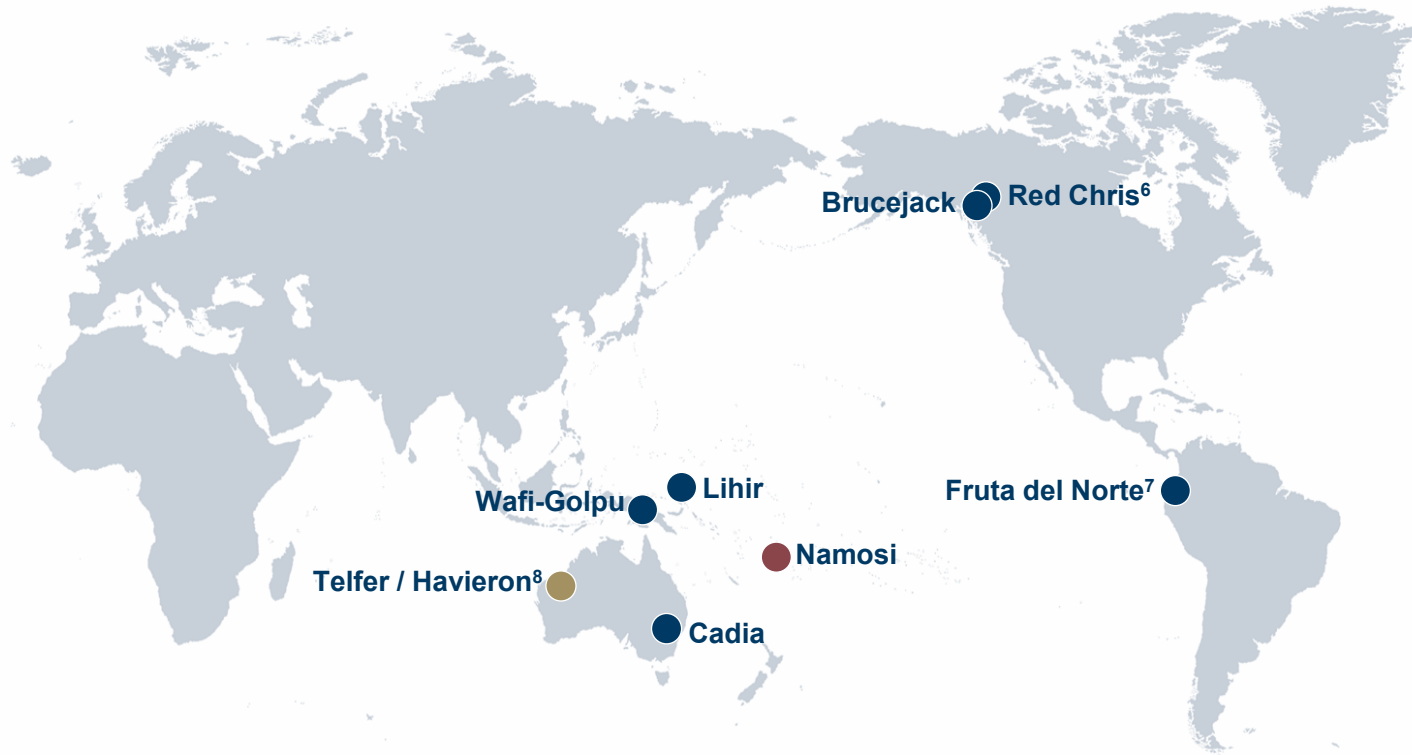 Brucejack
Red Chris⁶
Wafi-Golpu
Lihir
Fruta del Norte⁷
Namosi
Telfer / Havieron⁸
Cadia